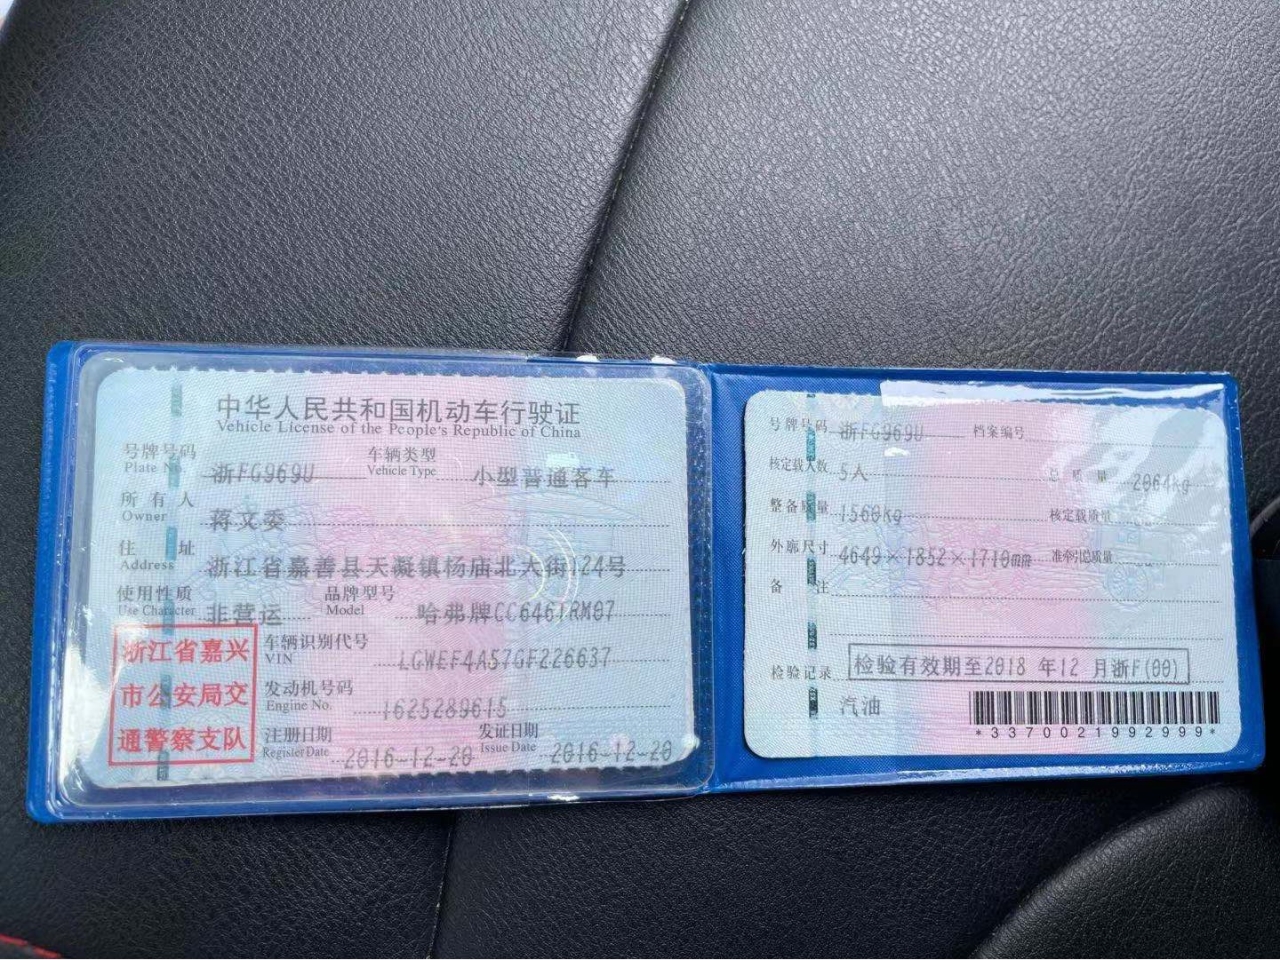 中华人民共和国机动车行驶证
Vehicle License of the People's Republic of China
号牌号码 Plate No. 浙FG969U 车辆类型 Vehicle Type 小型普通客车
所有人 Owner 蒋文委
住址 Address 浙江省嘉善县天凝镇杨庙北大街124号
使用性质 Use Character 非营运 品牌型号 Model 哈弗牌CC6461RM07
浙江省嘉兴
市公安局交
通警察支队
车辆识别代号 VIN LGWEF4A57GF226637
发动机号码 Engine No. 1625289615
注册日期 Register Date 2016-12-20 发证日期 Issue Date 2016-12-20
号牌号码 浙FG969U 档案编号
核定载人数 5人 总质量 2064kg
整备质量 1560kg 核定载质量
外廓尺寸 4649×1852×1710mm 准牵引总质量
备注
检验记录 检验有效期至2018年12月浙F(00)
汽油
*3370021992999*